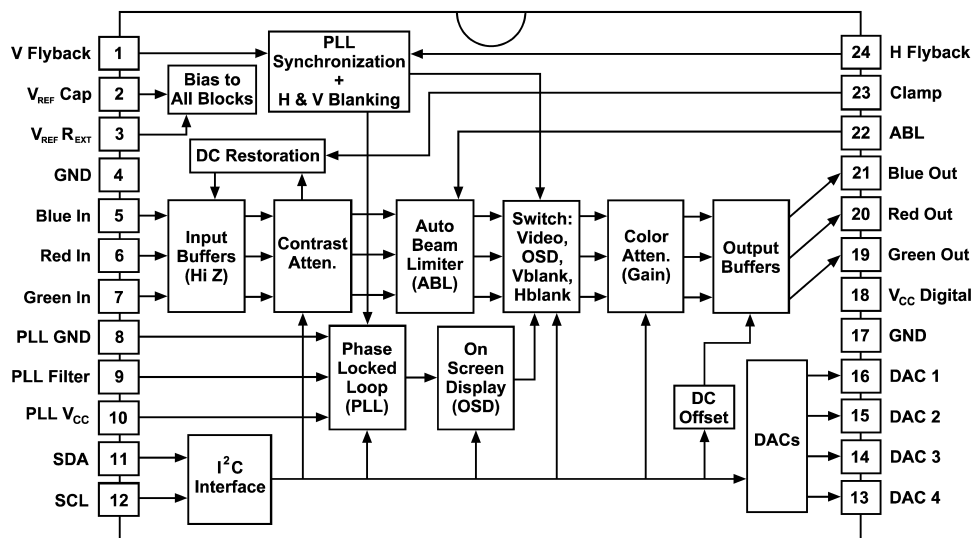 V Flyback
1
V_REF Cap
2
V_REF R_EXT
3
GND
4
Blue In
5
Red In
6
Green In
7
PLL GND
8
PLL Filter
9
PLL V_CC
10
SDA
11
SCL
12
PLL
Synchronization
+
H & V Blanking
Bias to
All Blocks
DC Restoration
Input
Buffers
(Hi Z)
Contrast
Atten.
Auto
Beam
Limiter
(ABL)
Switch:
Video,
OSD,
Vblank,
Hblank
Color
Atten.
(Gain)
Output
Buffers
Phase
Locked
Loop
(PLL)
On
Screen
Display
(OSD)
DC
Offset
DACs
I²C
Interface
24
H Flyback
23
Clamp
22
ABL
21
Blue Out
20
Red Out
19
Green Out
18
V_CC Digital
17
GND
16
DAC 1
15
DAC 2
14
DAC 3
13
DAC 4